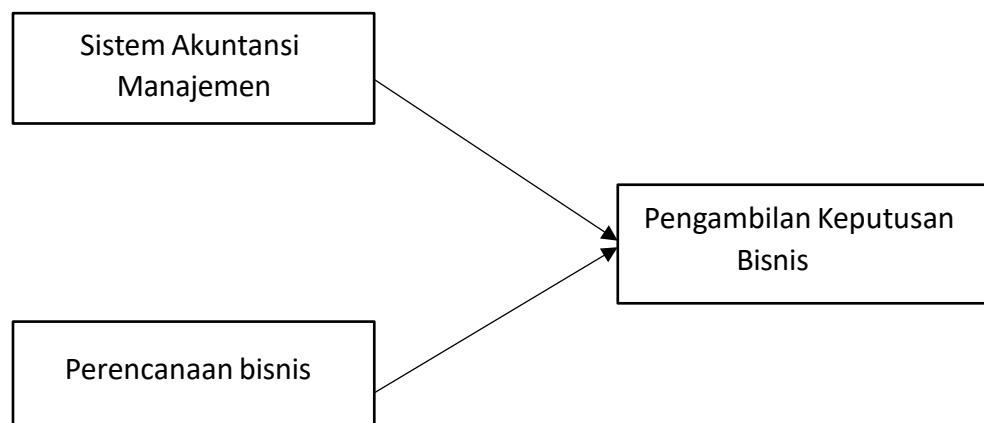 Sistem Akuntansi
Manajemen
Pengambilan Keputusan
Bisnis
Perencanaan bisnis